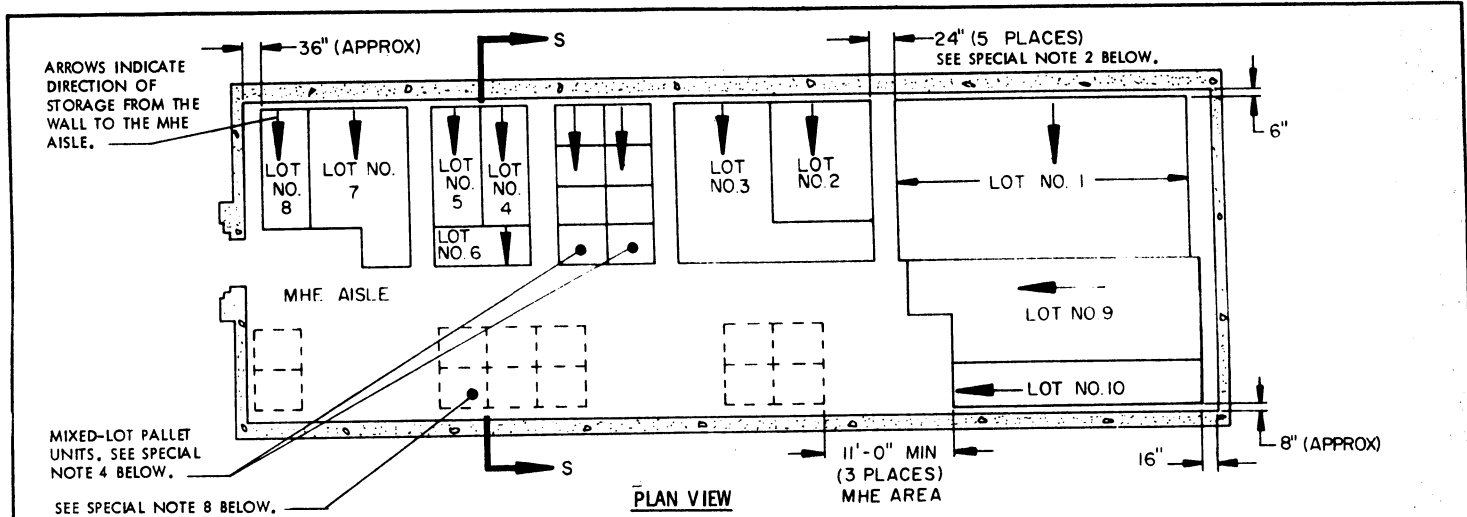 36" (APPROX)
S
24" (5 PLACES)
SEE SPECIAL NOTE 2 BELOW.
ARROWS INDICATE
DIRECTION OF
STORAGE FROM THE
WALL TO THE MHE
AISLE.
6"
LOT
NO.
8
LOT NO.
7
LOT
NO.
5
LOT
NO.
4
LOT
NO.6
LOT
NO.3
LOT
NO.2
LOT NO. 1
MHE AISLE
LOT NO.9
LOT NO.10
MIXED-LOT PALLET
UNITS. SEE SPECIAL
NOTE 4 BELOW.
SEE SPECIAL NOTE 8 BELOW.
S
PLAN VIEW
11'-0" MIN
(3 PLACES)
MHE AREA
16"
8" (APPROX)